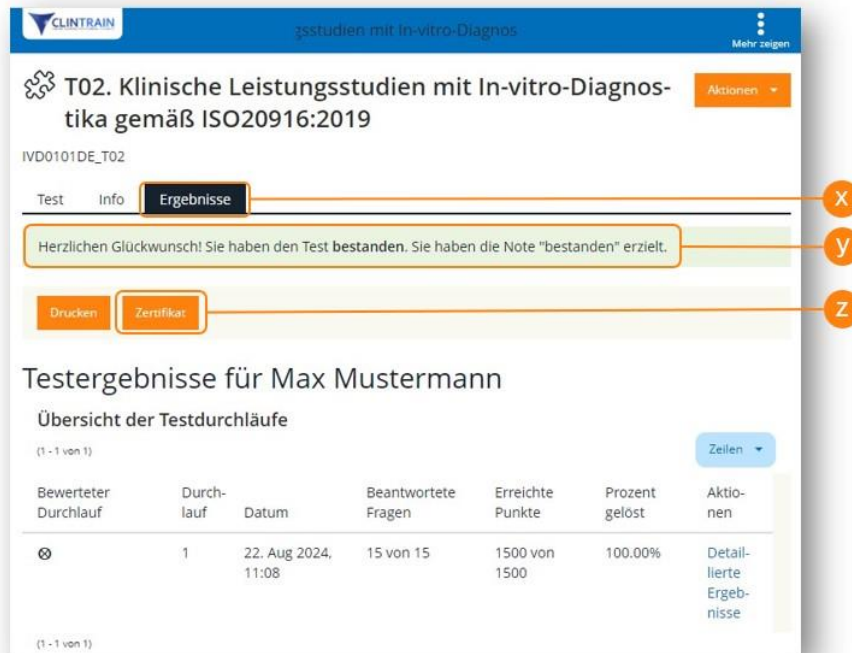 CLINTRAIN
gsstudien mit In-vitro-Diagnos
Mehr zeigen
T02. Klinische Leistungsstudien mit In-vitro-Diagnos-
tika gemäß ISO20916:2019
Aktionen
IVD0101DE_T02
Test Info Ergebnisse
X
Herzlichen Glückwunsch! Sie haben den Test bestanden. Sie haben die Note "bestanden" erzielt.
y
Drucken Zertifikat
Z
Testergebnisse für Max Mustermann
Übersicht der Testdurchläufe
(1 - 1 von 1)
Zeilen
Bewerteter Durch- Beantwortete Erreichte Prozent Aktio-
Durchlauf lauf Datum Fragen Punkte gelöst nen
1 22. Aug 2024, 15 von 15 1500 von 100.00% Detail-
11:08 1500 lierte
Ergeb-
nisse
(1 - 1 von 1)